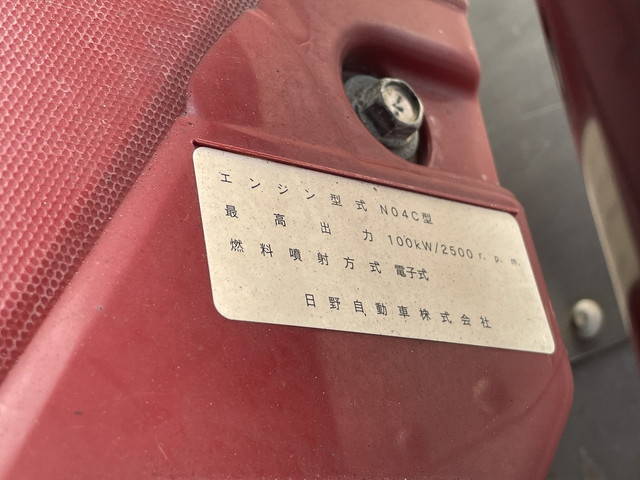 エンジン型式 N04C型
最高出力 100kW/2500 r.p.m.
燃料噴射方式 電子式
日野自動車株式会社